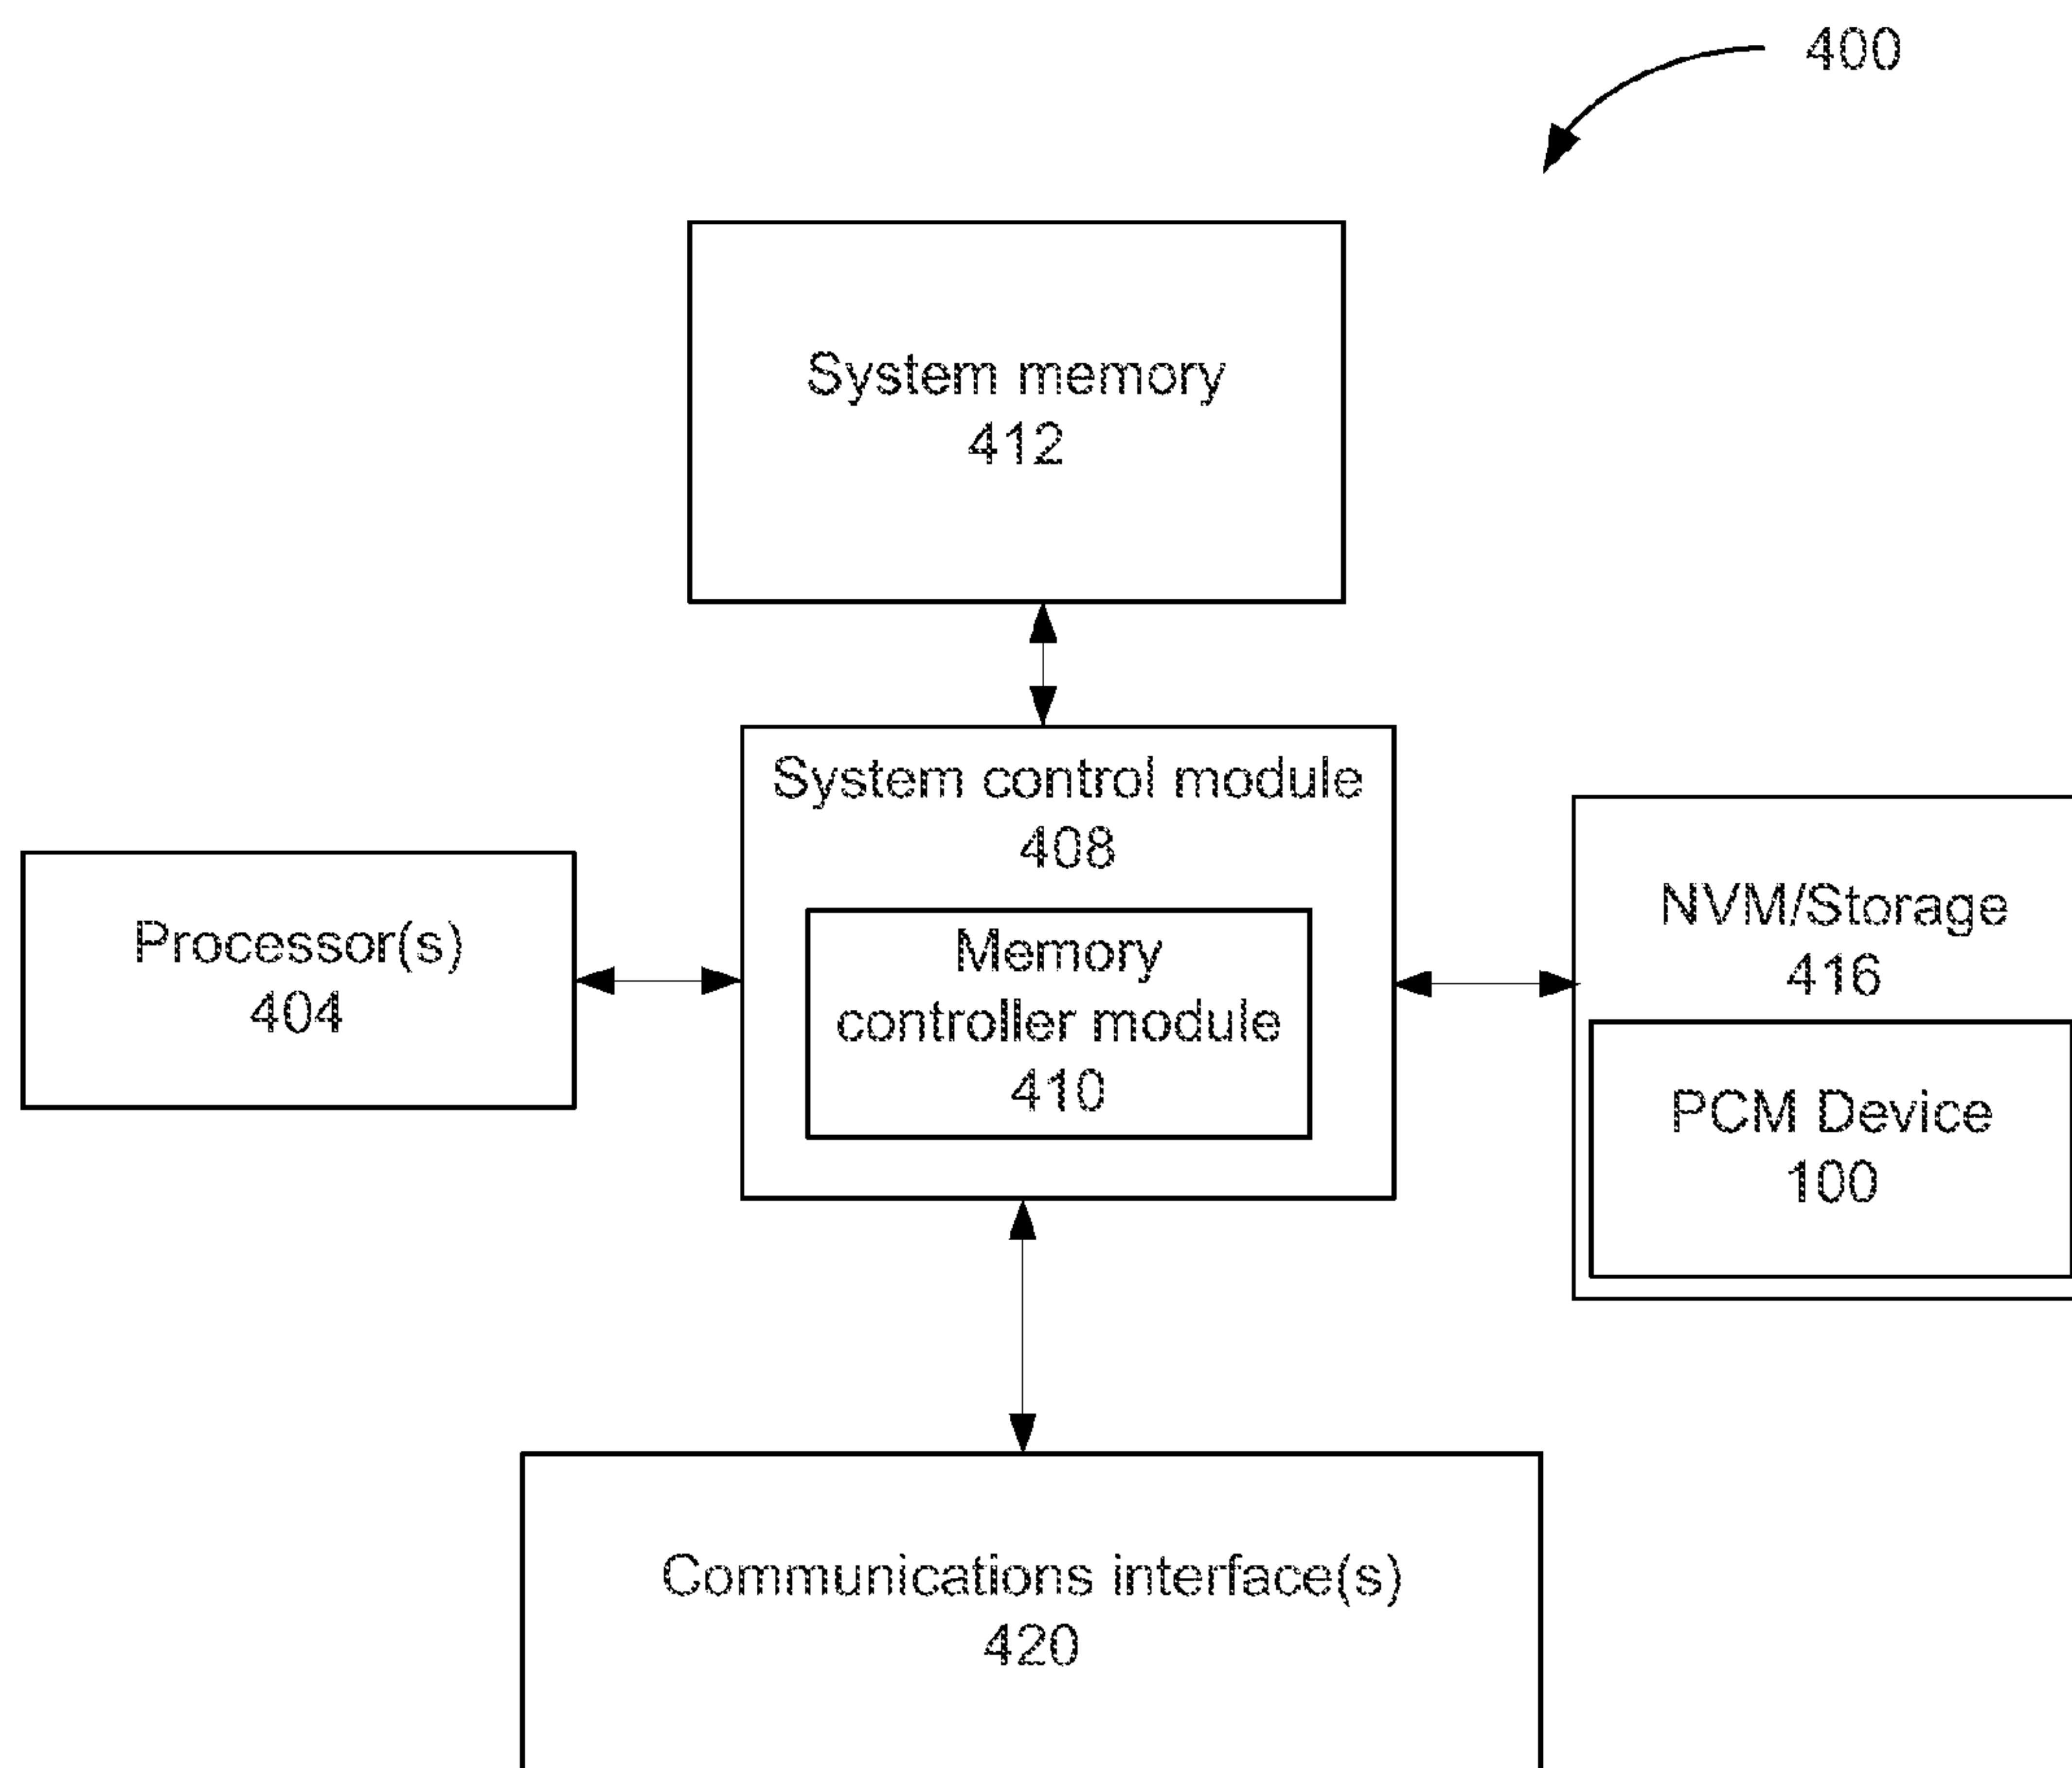 400
System memory
412
System control module
408
Memory
controller module
410
Processor(s)
404
NVM/Storage
416
PCM Device
100
Communications interface(s)
420